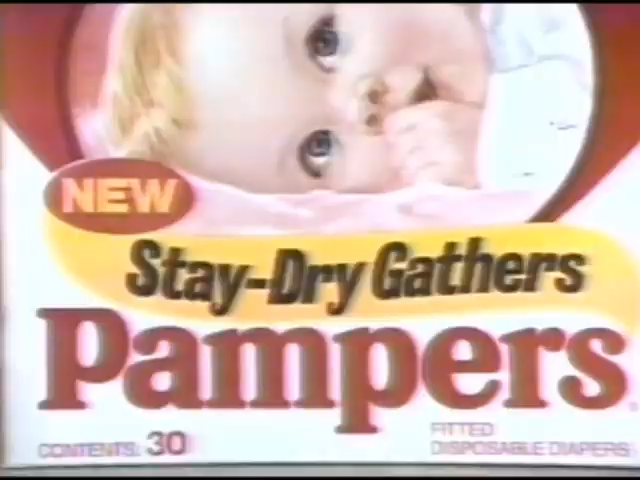 NEW
Stay-Dry Gathers
Pampers
CONTENTS: 30
FITTED
DISPOSABLE DIAPERS